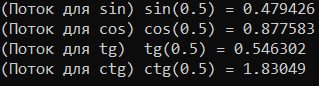 (Поток для sin) sin(0.5) = 0.479426
(Поток для cos) cos(0.5) = 0.877583
(Поток для tg)  tg(0.5) = 0.546302
(Поток для ctg) ctg(0.5) = 1.83049